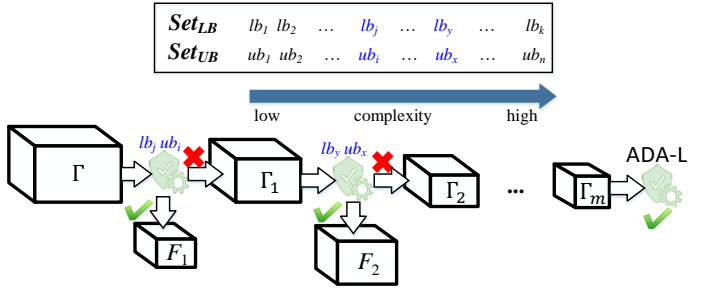 Set_LB lb_1 lb_2 … lb_j … lb_y … lb_k
Set_UB ub_1 ub_2 … ub_i … ub_x … ub_n
low complexity high
lb_j ub_i lb_y ub_x ADA-L
Γ Γ_1 Γ_2 ... Γ_m
F_1 F_2